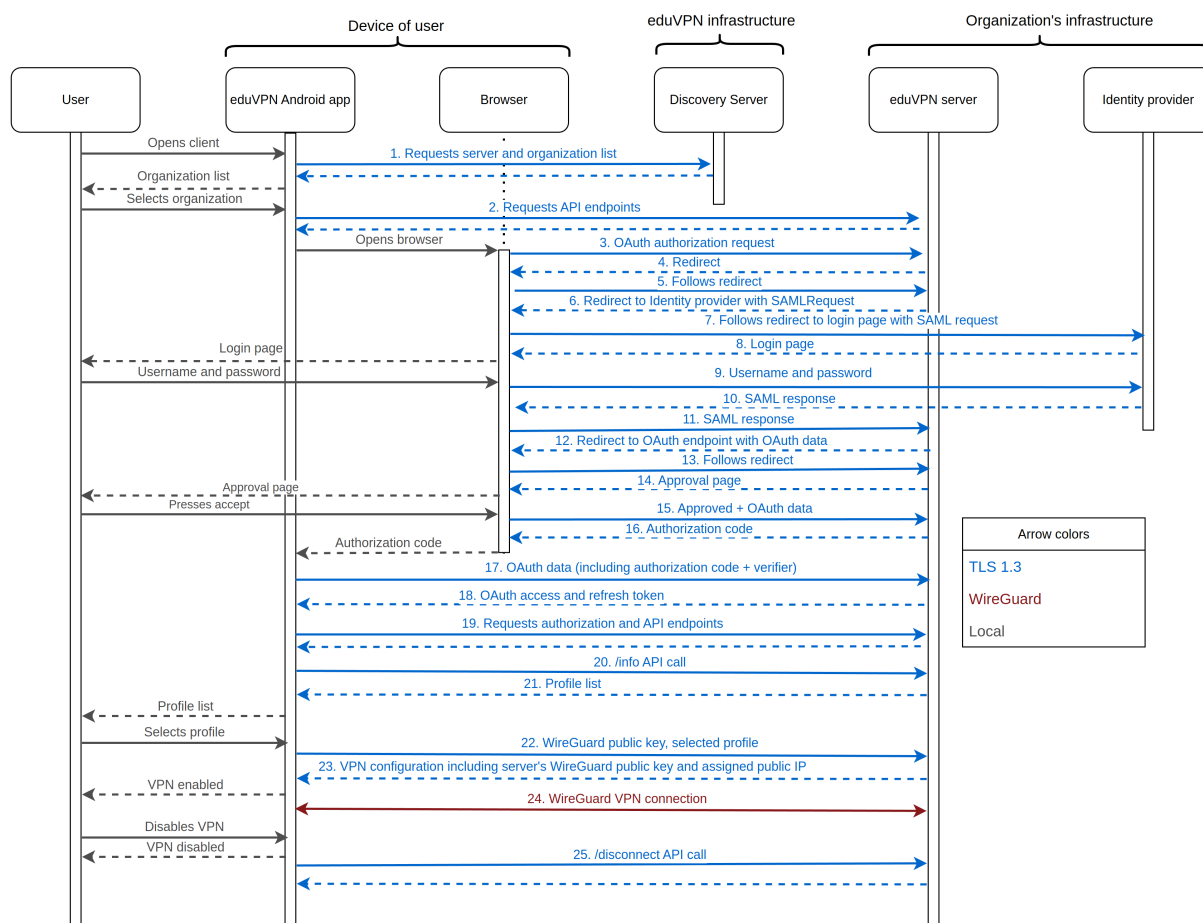 Device of user
eduVPN infrastructure
Organization's infrastructure
User
eduVPN Android app
Browser
Discovery Server
eduVPN server
Identity provider
Opens client
1. Requests server and organization list
Organization list
Selects organization
2. Requests API endpoints
Opens browser
3. OAuth authorization request
4. Redirect
5. Follows redirect
6. Redirect to Identity provider with SAMLRequest
7. Follows redirect to login page with SAML request
8. Login page
Login page
Username and password
9. Username and password
10. SAML response
11. SAML response
12. Redirect to OAuth endpoint with OAuth data
13. Follows redirect
14. Approval page
Approval page
Presses accept
15. Approved + OAuth data
16. Authorization code
Authorization code
17. OAuth data (including authorization code + verifier)
18. OAuth access and refresh token
19. Requests authorization and API endpoints
20. /info API call
21. Profile list
Profile list
Selects profile
22. WireGuard public key, selected profile
23. VPN configuration including server's WireGuard public key and assigned public IP
VPN enabled
24. WireGuard VPN connection
Disables VPN
VPN disabled
25. /disconnect API call
Arrow colors
TLS 1.3
WireGuard
Local